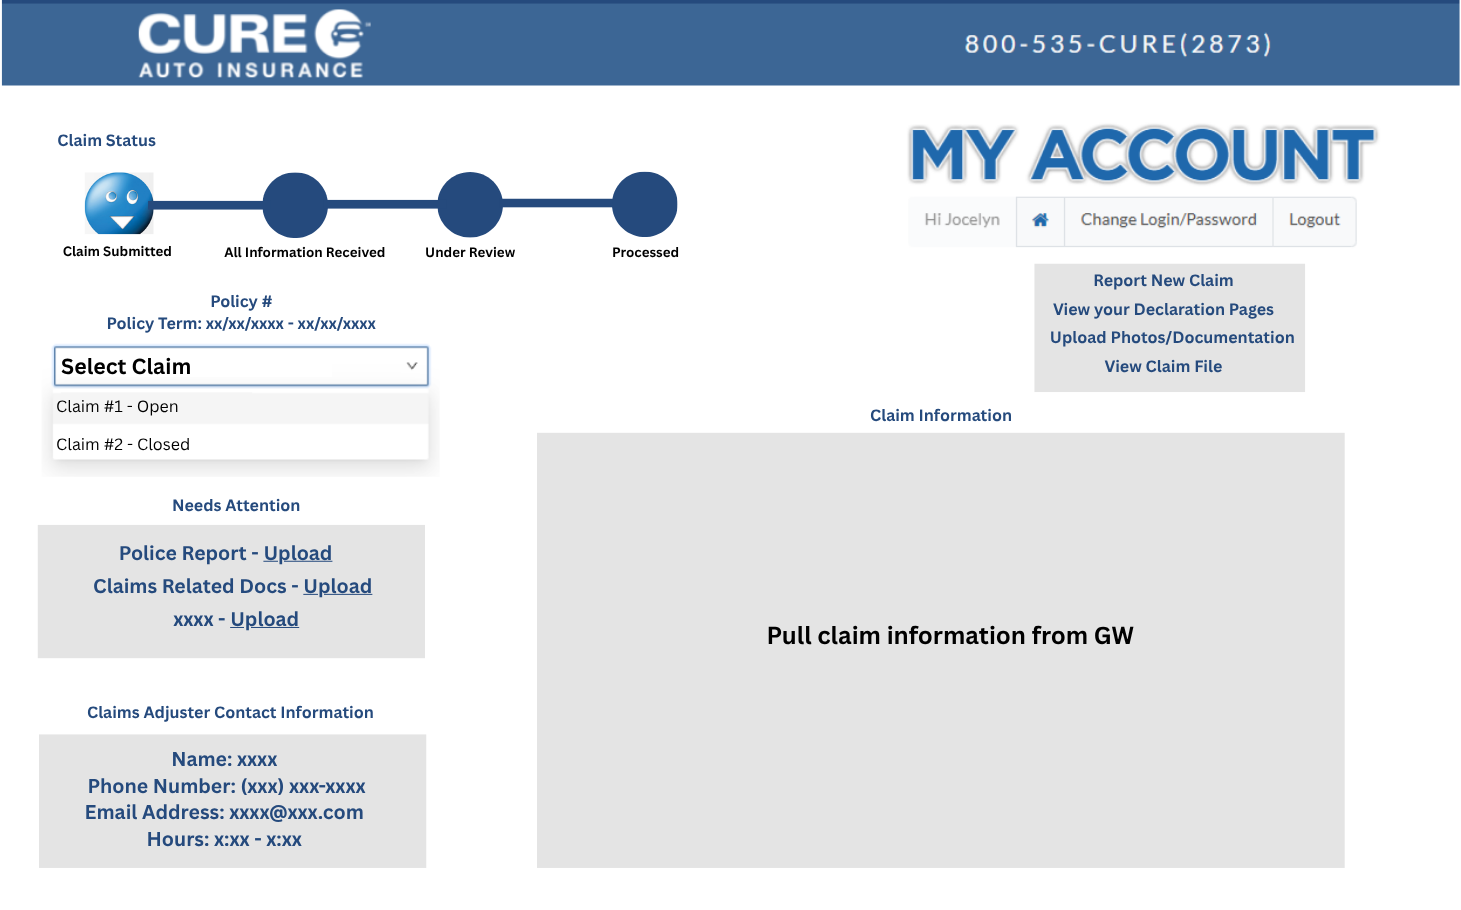 CURE
AUTO INSURANCE
800-535-CURE(2873)
MY ACCOUNT
Hi Jocelyn
Change Login/Password
Logout
Claim Status
Claim Submitted
All Information Received
Under Review
Processed
Report New Claim
View your Declaration Pages
Upload Photos/Documentation
View Claim File
Policy #
Policy Term: xx/xx/xxxx - xx/xx/xxxx
Select Claim
Claim #1 - Open
Claim #2 - Closed
Needs Attention
Police Report - Upload
Claims Related Docs - Upload
xxxx - Upload
Claims Adjuster Contact Information
Name: xxxx
Phone Number: (xxx) xxx-xxxx
Email Address: xxxx@xxx.com
Hours: x:xx - x:xx
Claim Information
Pull claim information from GW